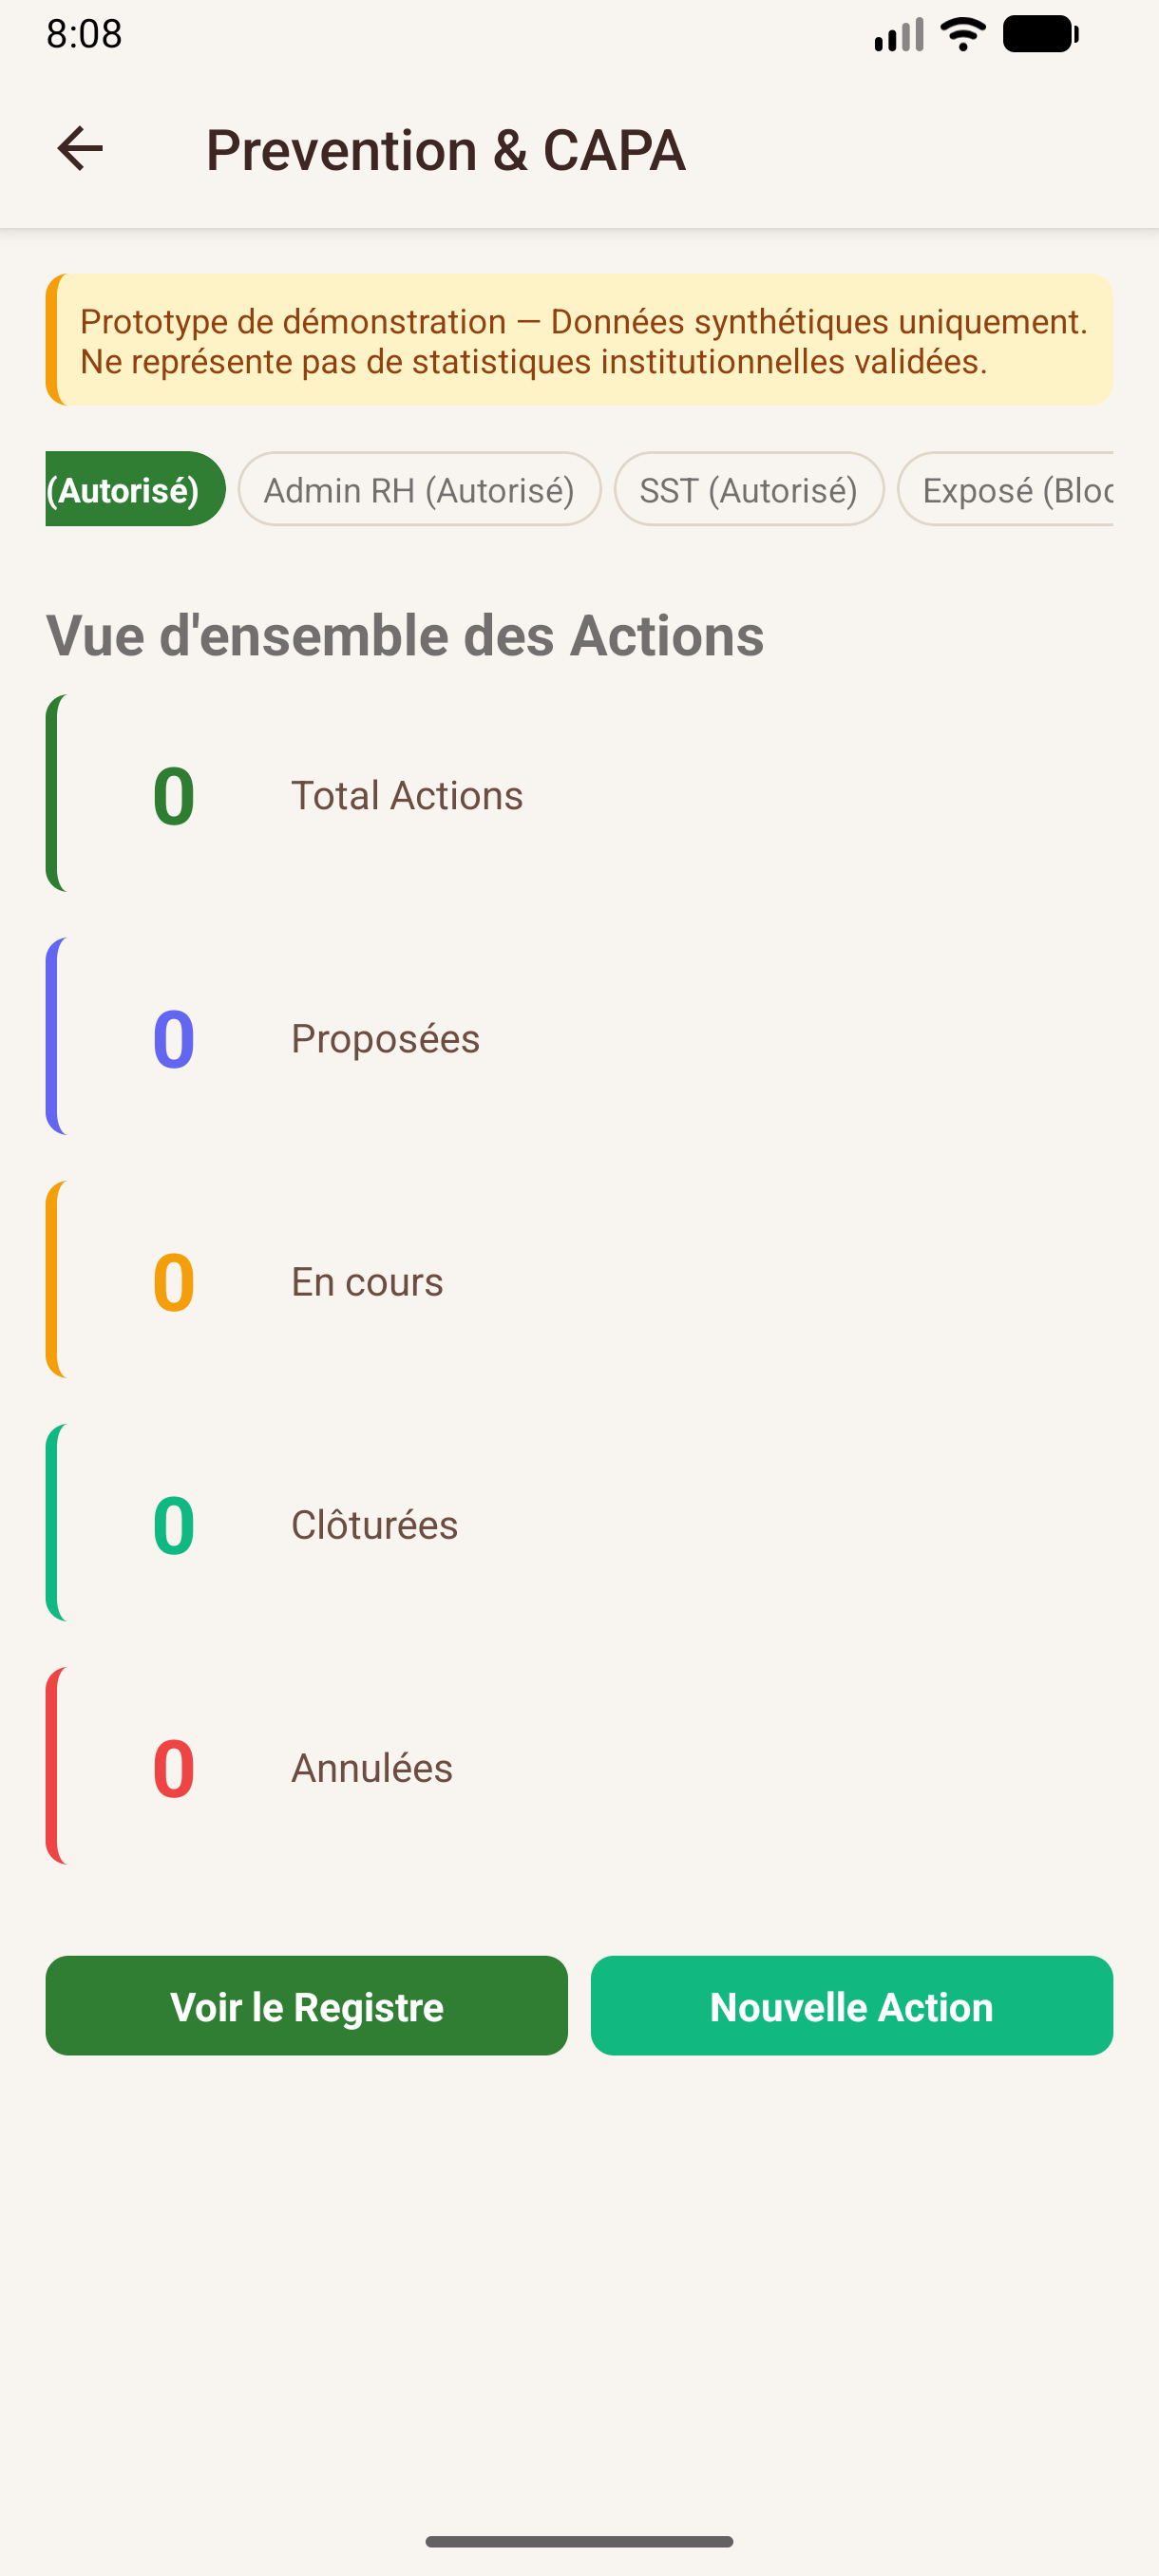 8:08
Prevention & CAPA
Prototype de démonstration — Données synthétiques uniquement.
Ne représente pas de statistiques institutionnelles validées.
(Autorisé)
Admin RH (Autorisé)
SST (Autorisé)
Exposé (Bloc
Vue d'ensemble des Actions
0 Total Actions
0 Proposées
0 En cours
0 Clôturées
0 Annulées
Voir le Registre
Nouvelle Action